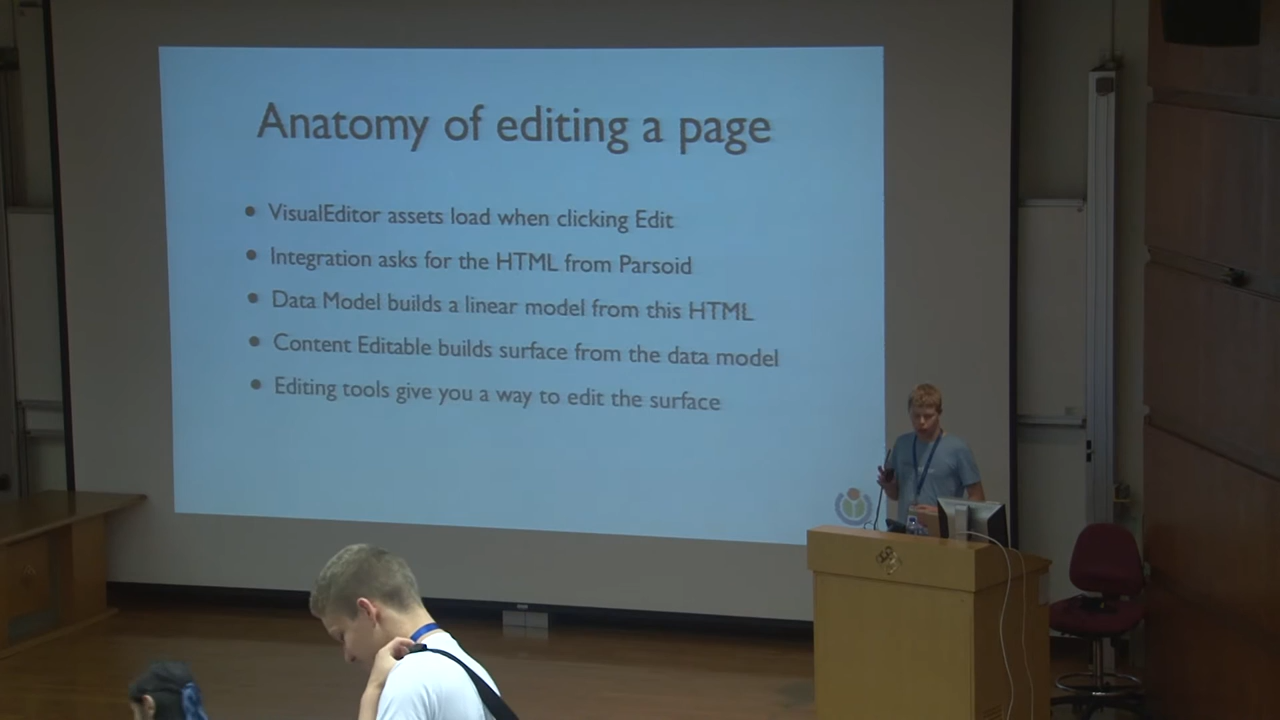 Anatomy of editing a page
• VisualEditor assets load when clicking Edit
• Integration asks for the HTML from Parsoid
• Data Model builds a linear model from this HTML
• Content Editable builds surface from the data model
• Editing tools give you a way to edit the surface